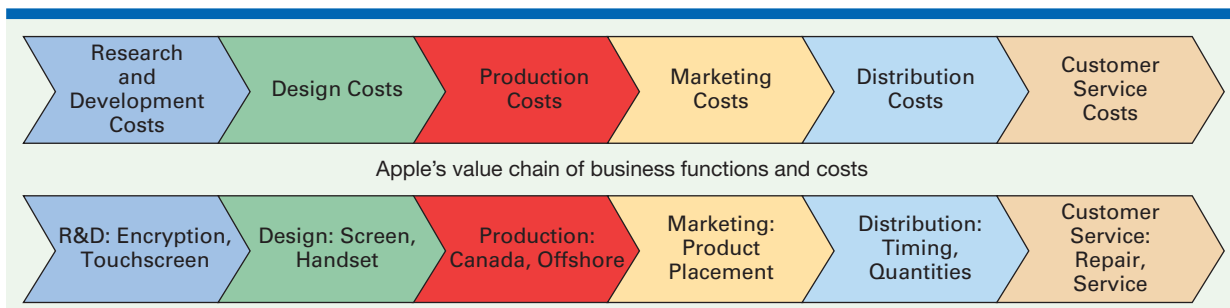 Research
and
Development
Costs
Design Costs
Production
Costs
Marketing
Costs
Distribution
Costs
Customer
Service
Costs
Apple's value chain of business functions and costs
R&D: Encryption,
Touchscreen
Design: Screen,
Handset
Production:
Canada, Offshore
Marketing:
Product
Placement
Distribution:
Timing,
Quantities
Customer
Service:
Repair,
Service